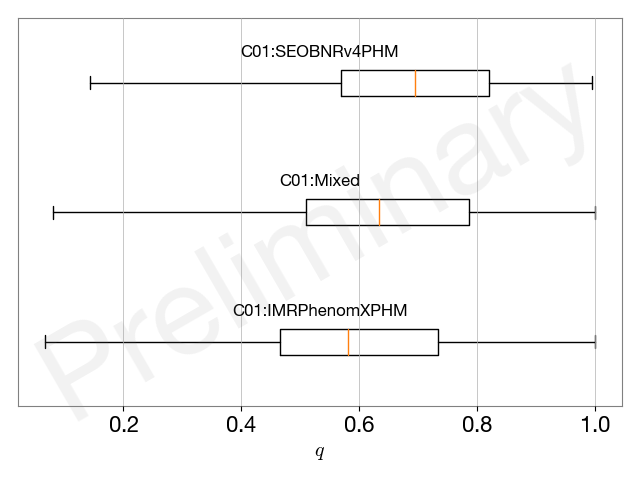 C01:SEOBNRv4PHM
C01:Mixed
C01:IMRPhenomXPHM
Preliminary
0.2 0.4 0.6 0.8 1.0
q